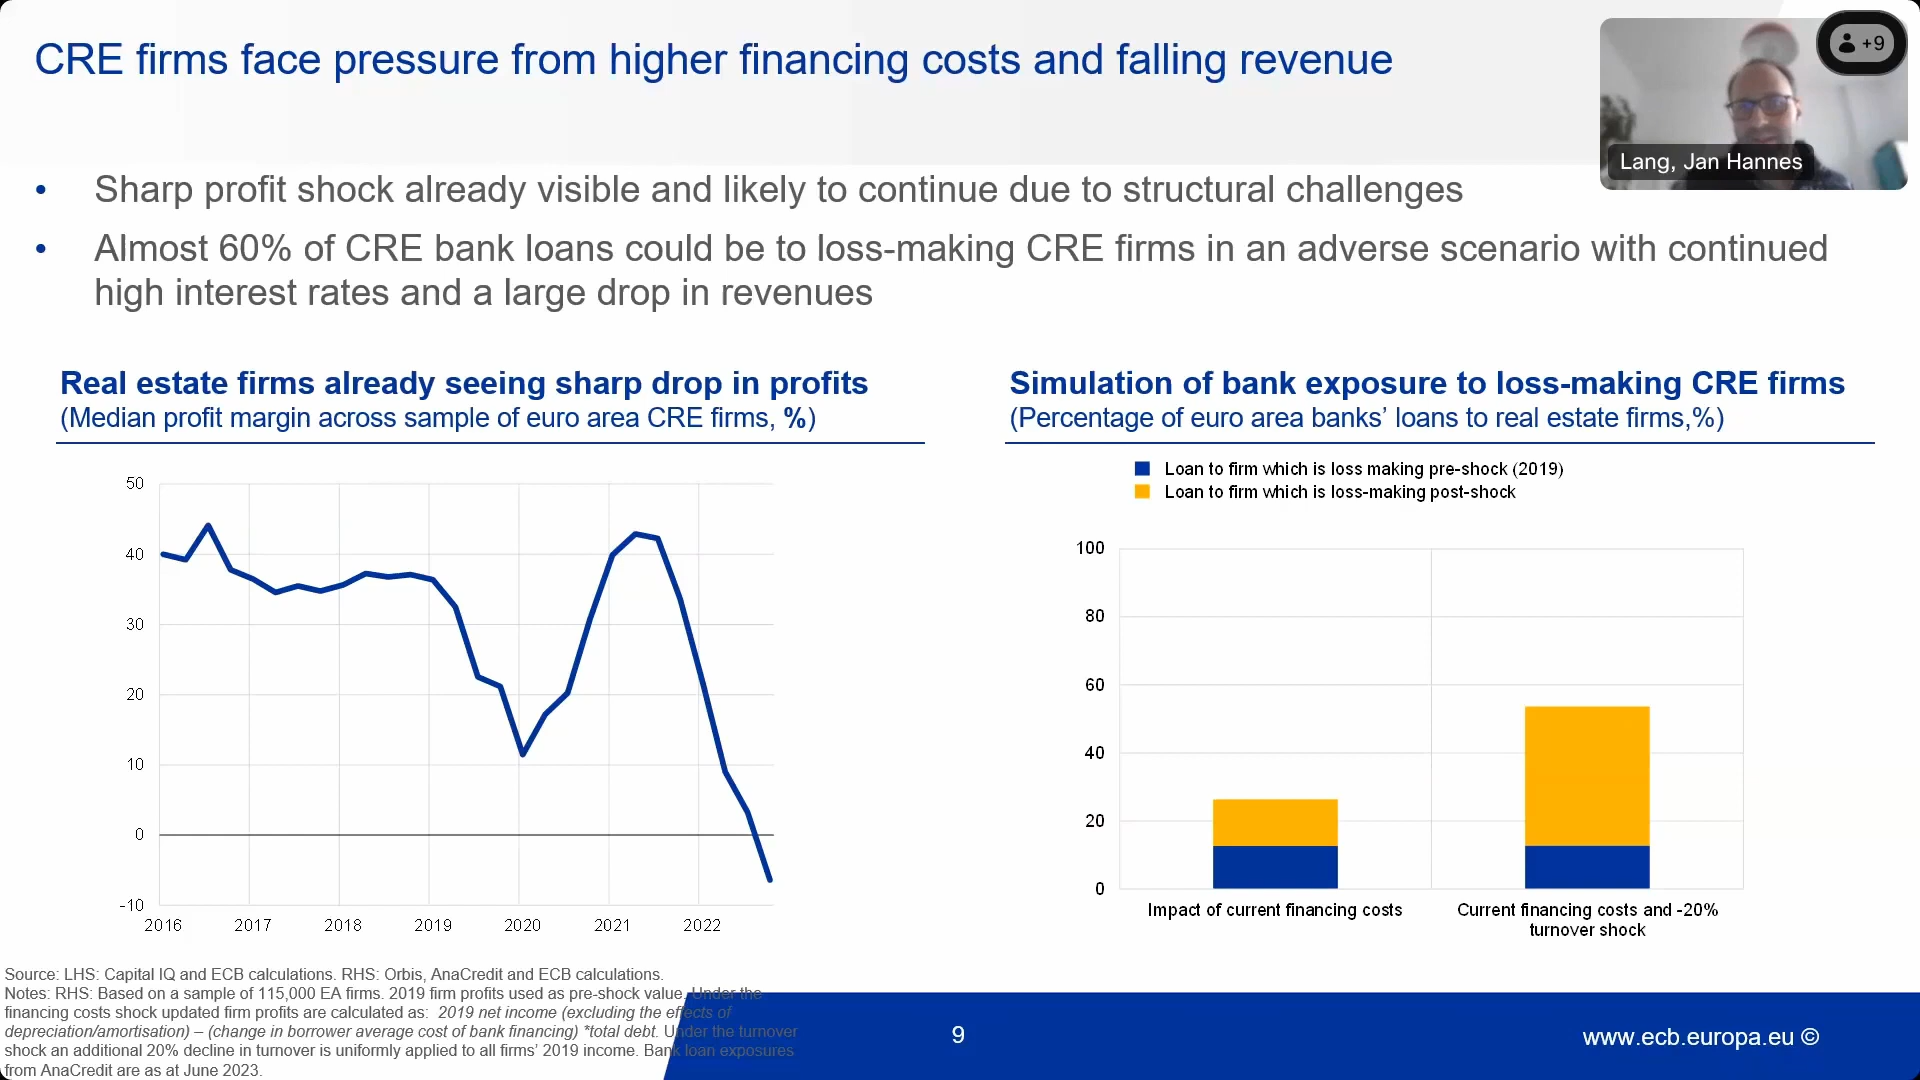 CRE firms face pressure from higher financing costs and falling revenue
+9
Lang, Jan Hannes
• Sharp profit shock already visible and likely to continue due to structural challenges
• Almost 60% of CRE bank loans could be to loss-making CRE firms in an adverse scenario with continued
high interest rates and a large drop in revenues
Real estate firms already seeing sharp drop in profits
(Median profit margin across sample of euro area CRE firms, %)
50
40
30
20
10
0
-10
2016 2017 2018 2019 2020 2021 2022
Simulation of bank exposure to loss-making CRE firms
(Percentage of euro area banks’ loans to real estate firms,%)
Loan to firm which is loss making pre-shock (2019)
Loan to firm which is loss-making post-shock
100
80
60
40
20
0
Impact of current financing costs
Current financing costs and -20%
turnover shock
Source: LHS: Capital IQ and ECB calculations. RHS: Orbis, AnaCredit and ECB calculations.
Notes: RHS: Based on a sample of 115,000 EA firms. 2019 firm profits used as pre-shock value. Under the
financing costs shock updated firm profits are calculated as: 2019 net income (excluding the effects of
depreciation/amortisation) – (change in borrower average cost of bank financing) *total debt. Under the turnover
shock an additional 20% decline in turnover is uniformly applied to all firms’ 2019 income. Bank loan exposures
from AnaCredit are as at June 2023.
9
www.ecb.europa.eu ©